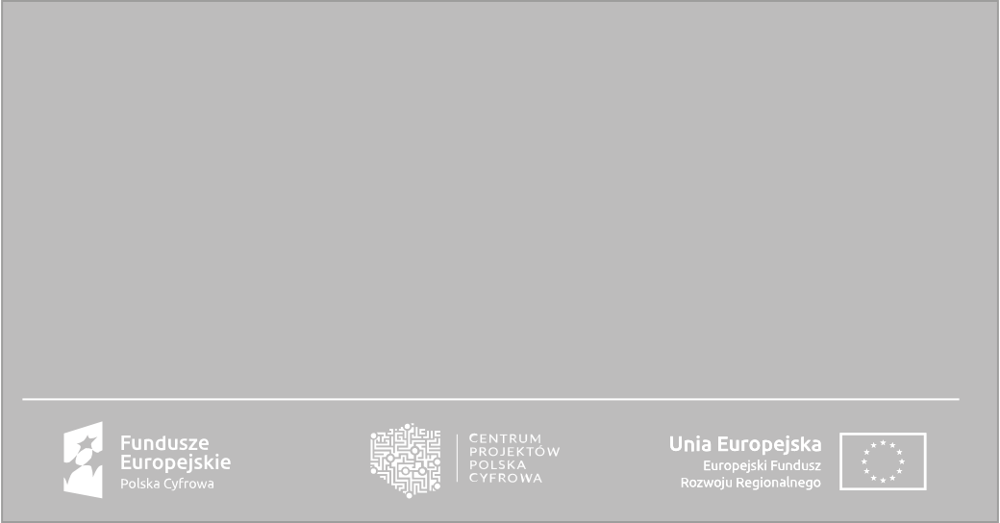 Fundusze
Europejskie
Polska Cyfrowa
CENTRUM
PROJEKTÓW
POLSKA
CYFROWA
Unia Europejska
Europejski Fundusz
Rozwoju Regionalnego